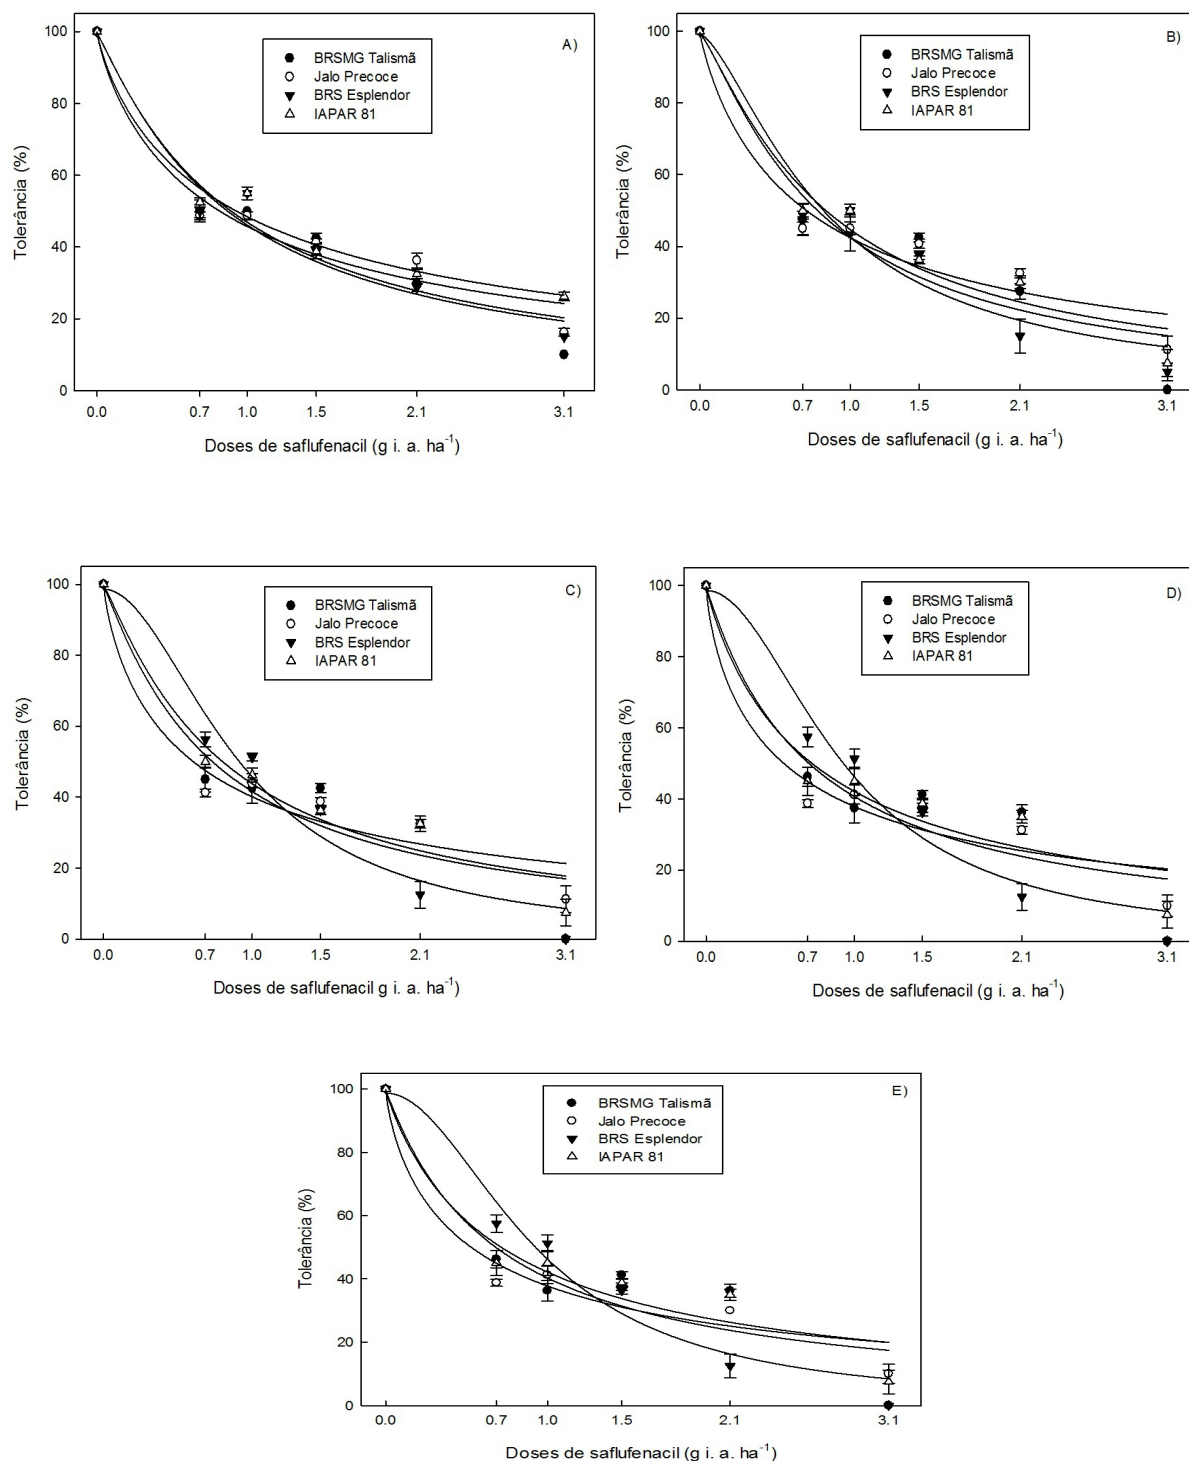 A)
BRSMG Talismã
Jalo Precoce
BRS Esplendor
IAPAR 81
Tolerância (%)
100
80
60
40
20
0
0.0 0.7 1.0 1.5 2.1 3.1
Doses de saflufenacil (g i. a. ha⁻¹)
B)
BRSMG Talismã
Jalo Precoce
BRS Esplendor
IAPAR 81
Tolerância (%)
100
80
60
40
20
0
0.0 0.7 1.0 1.5 2.1 3.1
Doses de saflufenacil (g i. a. ha⁻¹)
C)
BRSMG Talismã
Jalo Precoce
BRS Esplendor
IAPAR 81
Tolerância (%)
100
80
60
40
20
0
0.0 0.7 1.0 1.5 2.1 3.1
Doses de saflufenacil g i. a. ha⁻¹)
D)
BRSMG Talismã
Jalo Precoce
BRS Esplendor
IAPAR 81
Tolerância (%)
100
80
60
40
20
0
0.0 0.7 1.0 1.5 2.1 3.1
Doses de saflufenacil (g i. a. ha⁻¹)
E)
BRSMG Talismã
Jalo Precoce
BRS Esplendor
IAPAR 81
Tolerância (%)
100
80
60
40
20
0
0.0 0.7 1.0 1.5 2.1 3.1
Doses de saflufenacil (g i. a. ha⁻¹)